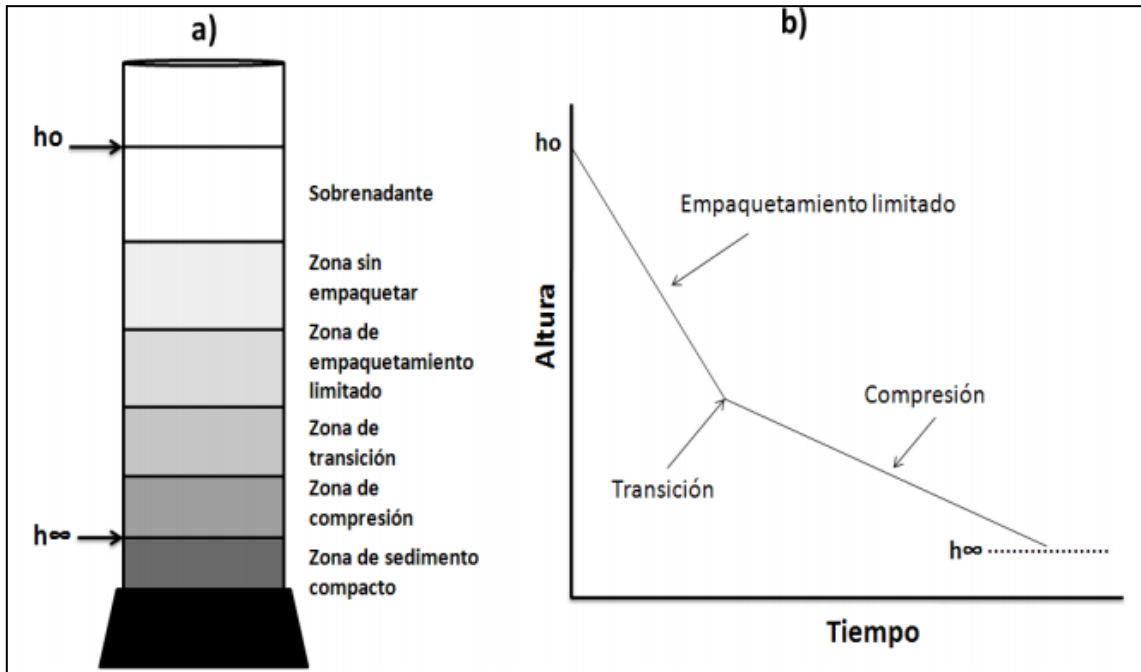 a)
ho
Sobrenadante
Zona sin
empaquetar
Zona de
empaquetamiento
limitado
Zona de
transición
Zona de
compresión
h∞
Zona de sedimento
compacto
b)
ho
Empaquetamiento limitado
Altura
Compresión
Transición
h∞
Tiempo